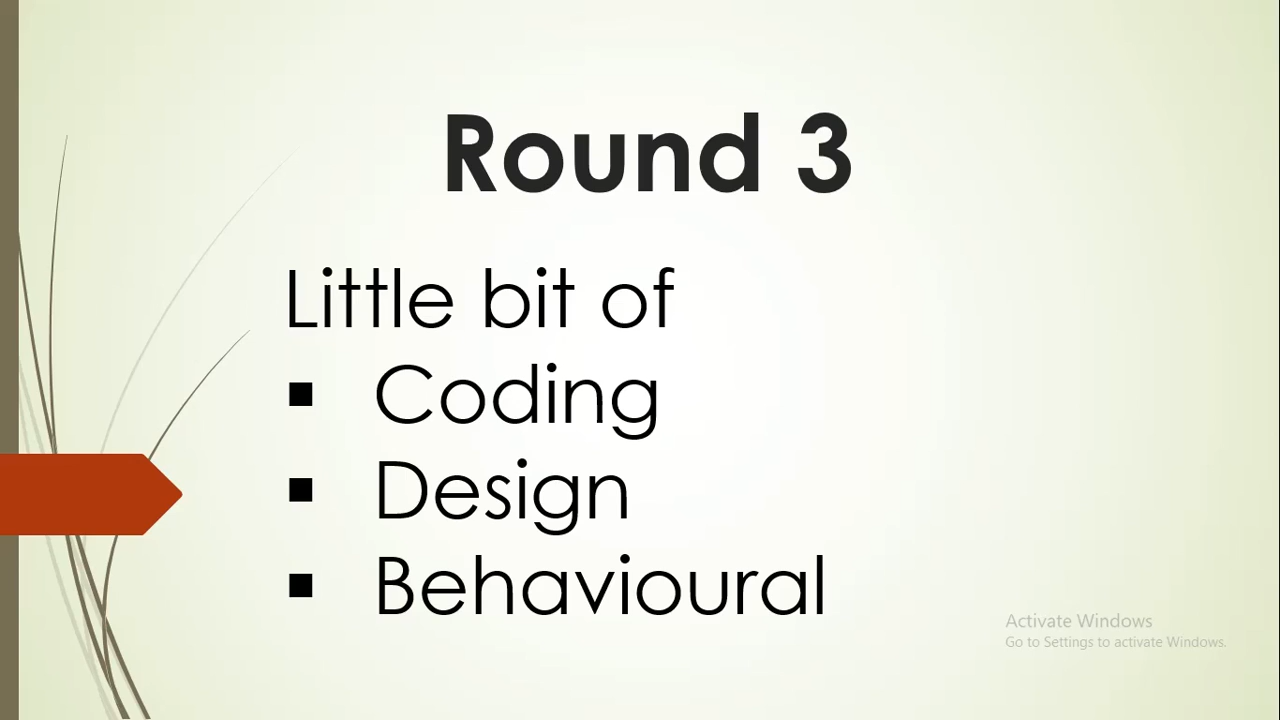 Round 3
Little bit of
▪ Coding
▪ Design
▪ Behavioural
Activate Windows
Go to Settings to activate Windows.